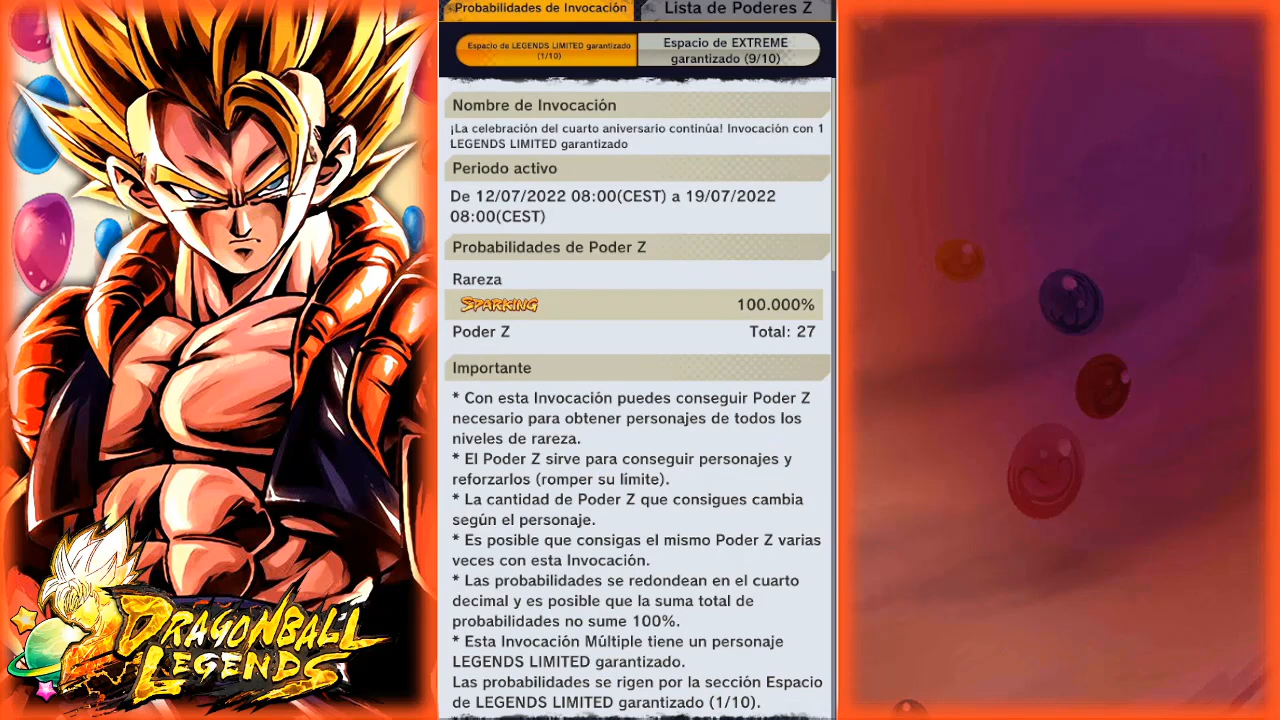 Probabilidades de Invocación
Lista de Poderes Z
Espacio de LEGENDS LIMITED garantizado
(1/10)
Espacio de EXTREME
garantizado (9/10)
Nombre de Invocación
¡La celebración del cuarto aniversario continúa! Invocación con 1
LEGENDS LIMITED garantizado
Periodo activo
De 12/07/2022 08:00(CEST) a 19/07/2022
08:00(CEST)
Probabilidades de Poder Z
Rareza
SPARKING 100.000%
Poder Z Total: 27
Importante
* Con esta Invocación puedes conseguir Poder Z
necesario para obtener personajes de todos los
niveles de rareza.
* El Poder Z sirve para conseguir personajes y
reforzarlos (romper su límite).
* La cantidad de Poder Z que consigues cambia
según el personaje.
* Es posible que consigas el mismo Poder Z varias
veces con esta Invocación.
* Las probabilidades se redondean en el cuarto
decimal y es posible que la suma total de
probabilidades no sume 100%.
* Esta Invocación Múltiple tiene un personaje
LEGENDS LIMITED garantizado.
Las probabilidades se rigen por la sección Espacio
de LEGENDS LIMITED garantizado (1/10).
DRAGONBALL
LEGENDS